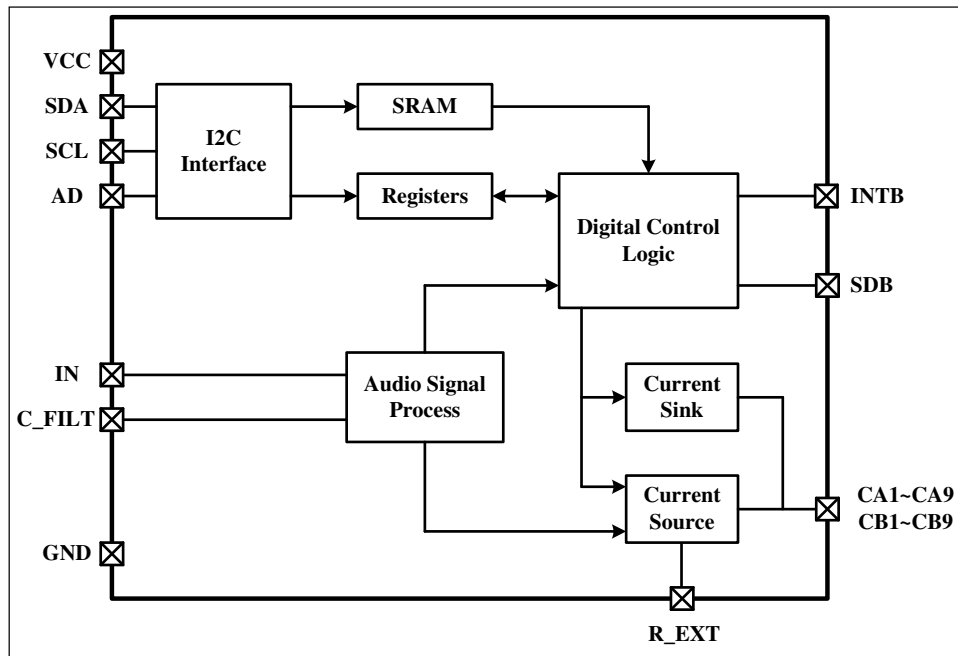 VCC
SDA
SCL
AD
I2C
Interface
SRAM
Registers
Digital Control
Logic
INTB
SDB
IN
C_FILT
Audio Signal
Process
Current
Sink
Current
Source
CA1~CA9
CB1~CB9
GND
R_EXT